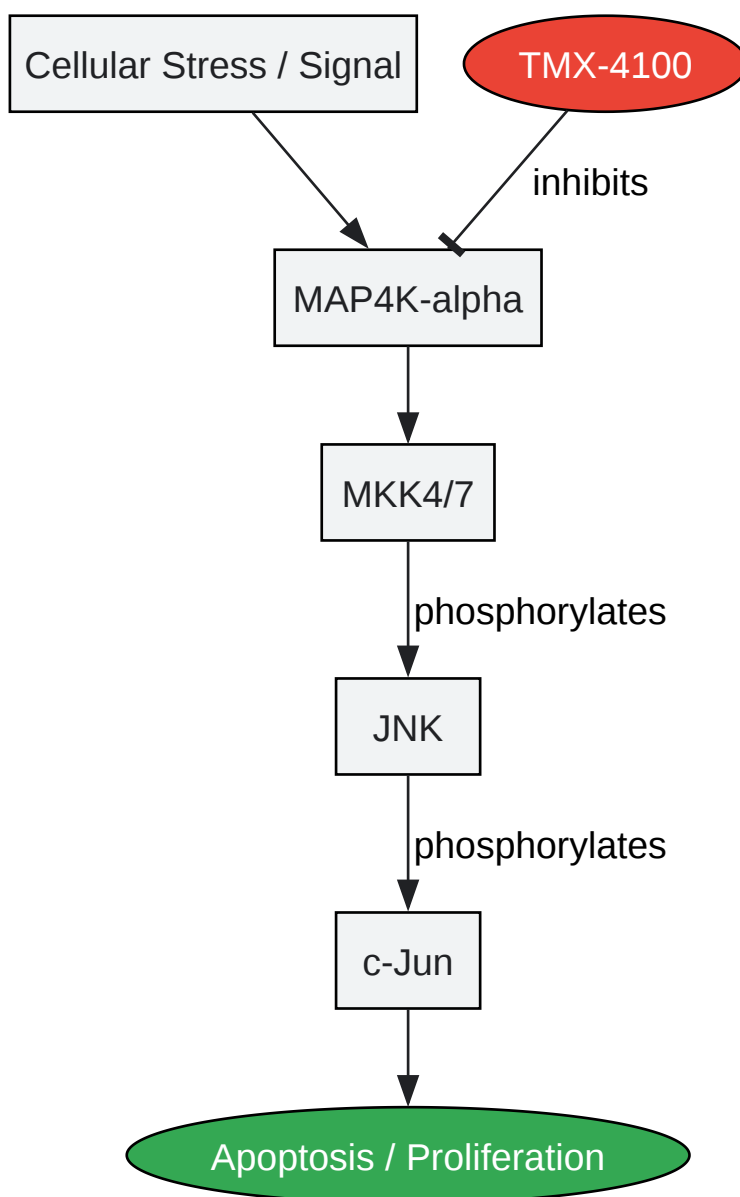 Cellular Stress / Signal
TMX-4100
inhibits
MAP4K-alpha
MKK4/7
phosphorylates
JNK
phosphorylates
c-Jun
Apoptosis / Proliferation